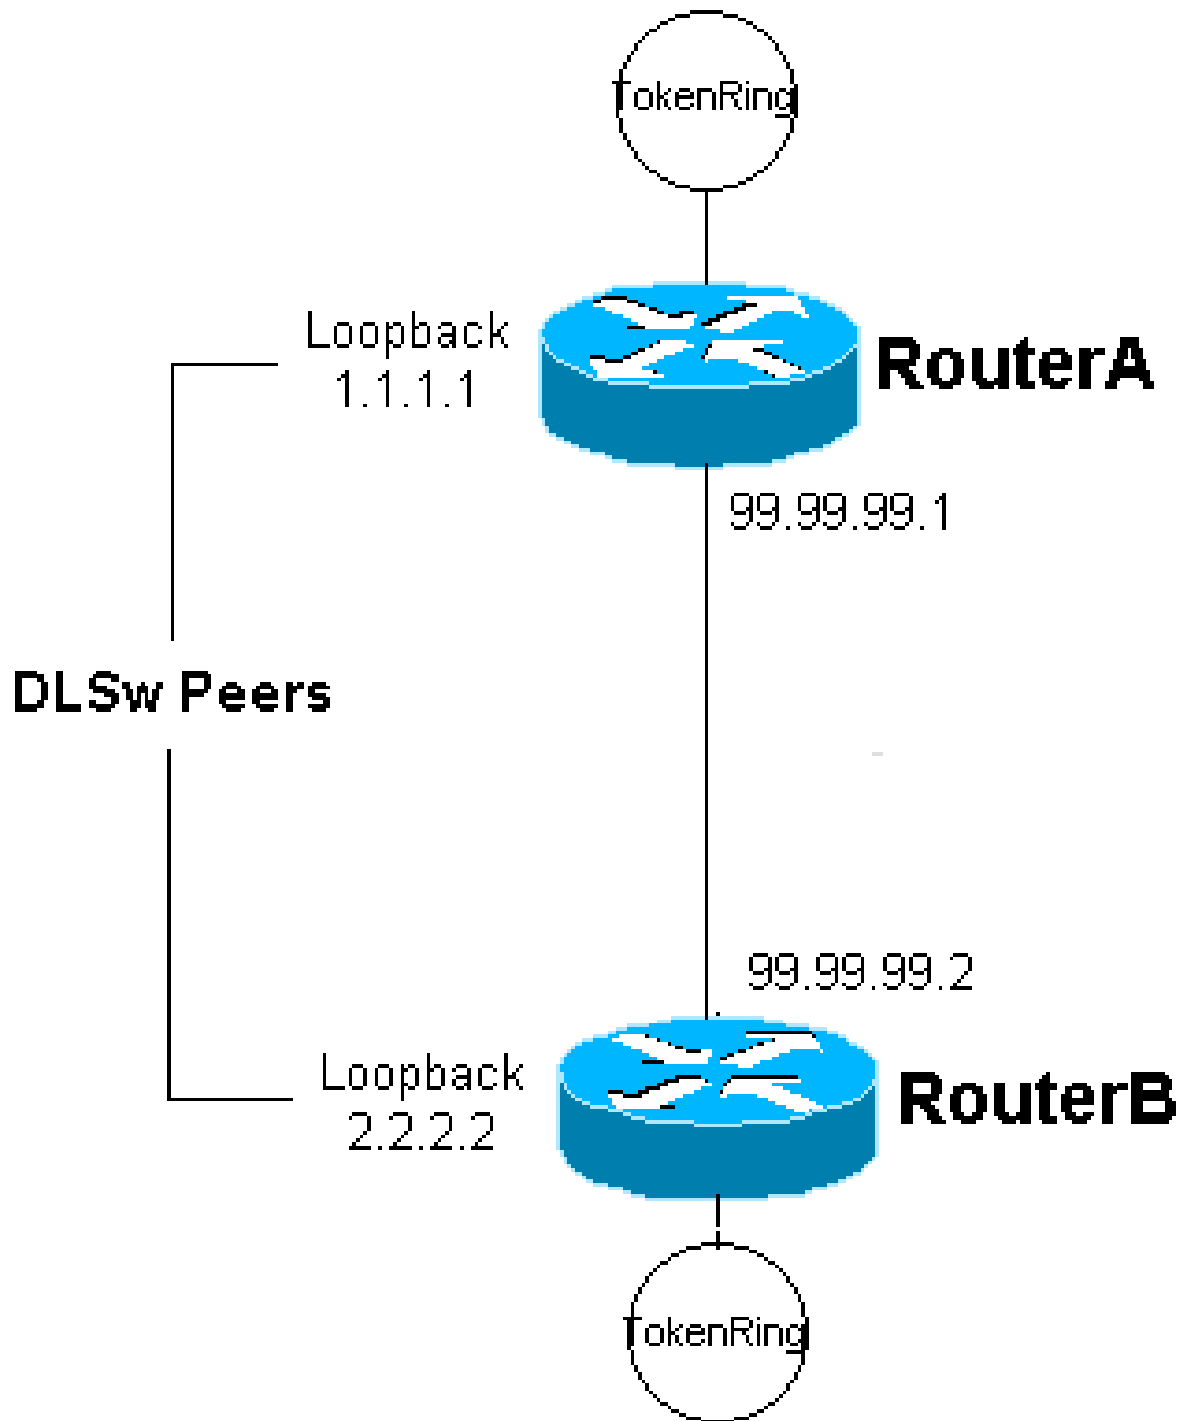 TokenRing
Loopback
1.1.1.1
RouterA
99.99.99.1
DLSw Peers
99.99.99.2
Loopback
2.2.2.2
RouterB
TokenRing